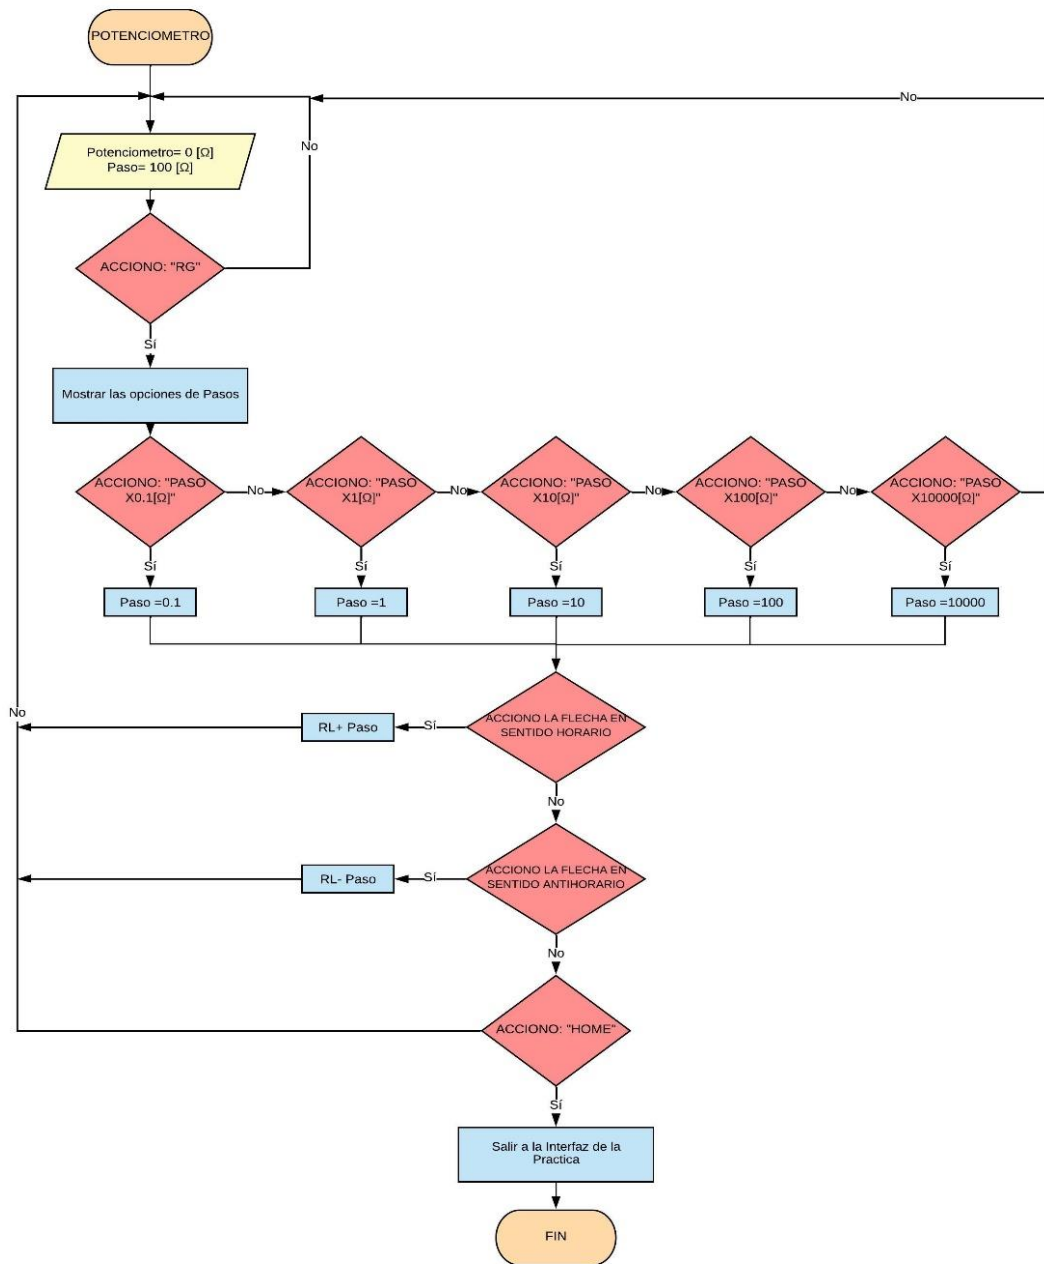 POTENCIOMETRO
No
No
Potenciometro= 0 [Ω]
Paso= 100 [Ω]
ACCIONO: "RG"
Sí
Mostrar las opciones de Pasos
ACCIONO: "PASO
X0.1[Ω]"
No
ACCIONO: "PASO
X1[Ω]"
No
ACCIONO: "PASO
X10[Ω]"
No
ACCIONO: "PASO
X100[Ω]"
No
ACCIONO: "PASO
X10000[Ω]"
Sí
Sí
Sí
Sí
Sí
Paso =0.1
Paso =1
Paso =10
Paso =100
Paso =10000
No
RL+ Paso
Sí
ACCIONO LA FLECHA EN
SENTIDO HORARIO
No
RL- Paso
Sí
ACCIONO LA FLECHA EN
SENTIDO ANTIHORARIO
No
ACCIONO: "HOME"
Sí
Salir a la Interfaz de la
Practica
FIN